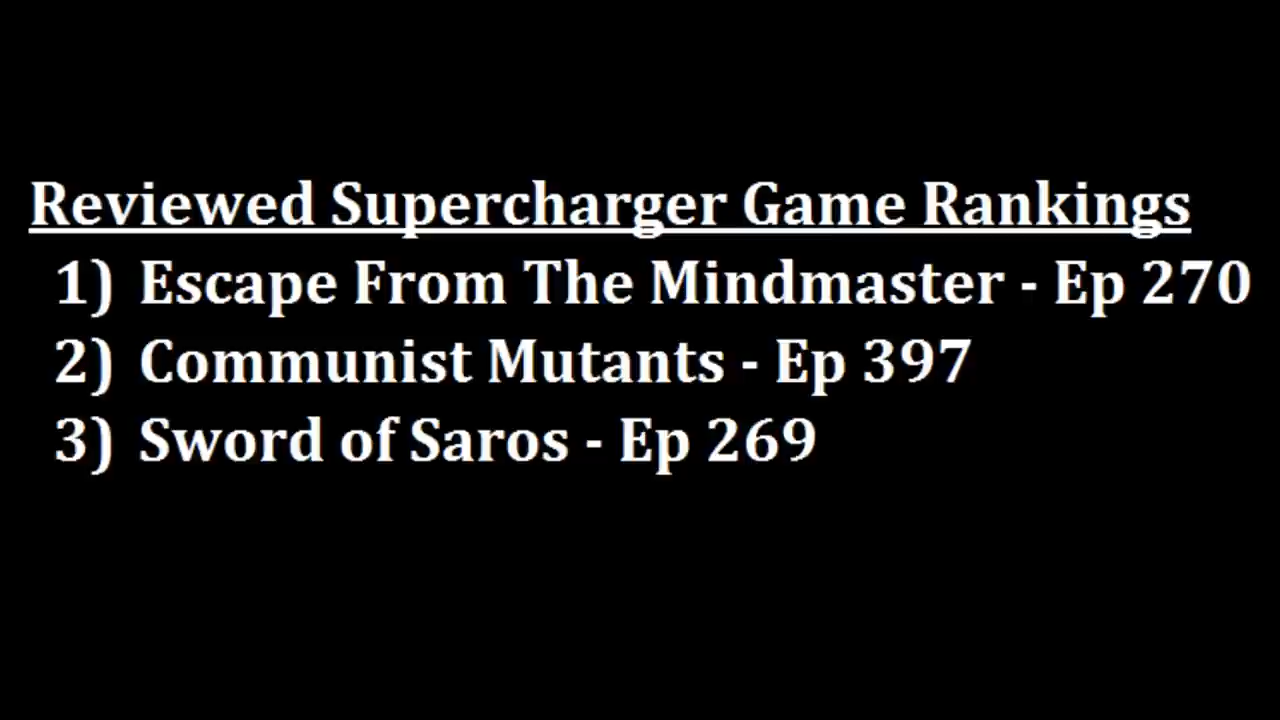 Reviewed Supercharger Game Rankings
1) Escape From The Mindmaster - Ep 270
2) Communist Mutants - Ep 397
3) Sword of Saros - Ep 269